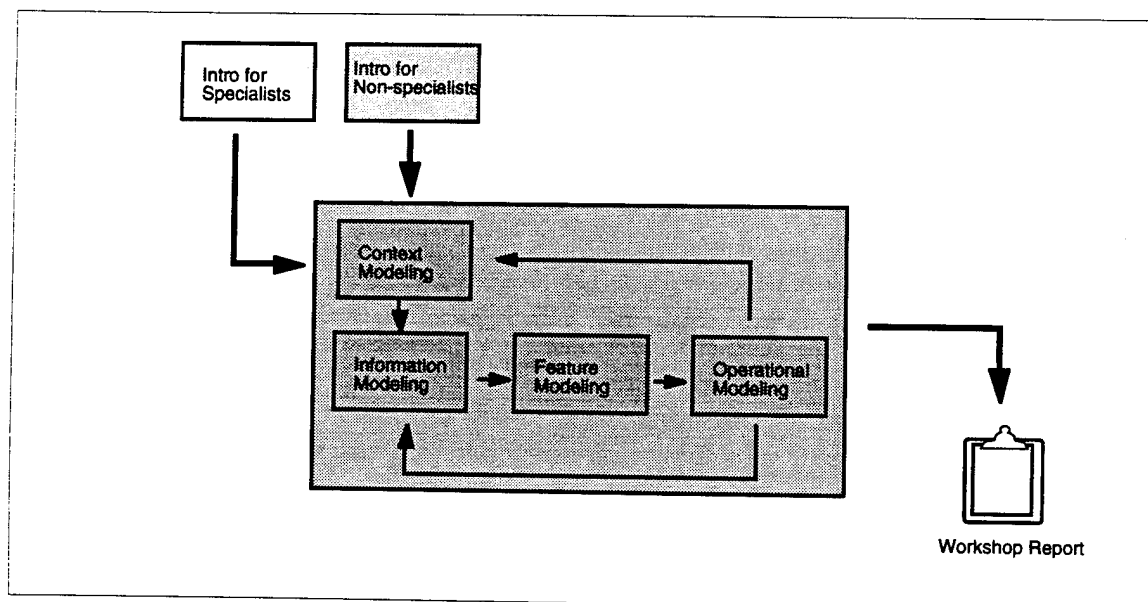 Intro for
Specialists
Intro for
Non-specialists
Context
Modeling
Information
Modeling
Feature
Modeling
Operational
Modeling
Workshop Report